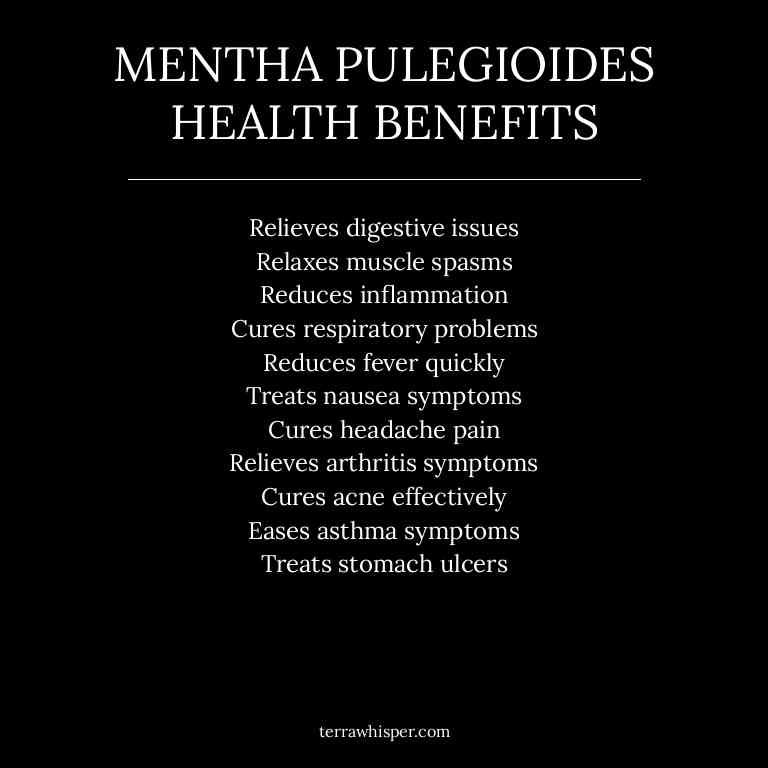 MENTHA PULEGIOIDES
HEALTH BENEFITS
Relieves digestive issues
Relaxes muscle spasms
Reduces inflammation
Cures respiratory problems
Reduces fever quickly
Treats nausea symptoms
Cures headache pain
Relieves arthritis symptoms
Cures acne effectively
Eases asthma symptoms
Treats stomach ulcers
terrawhisper.com